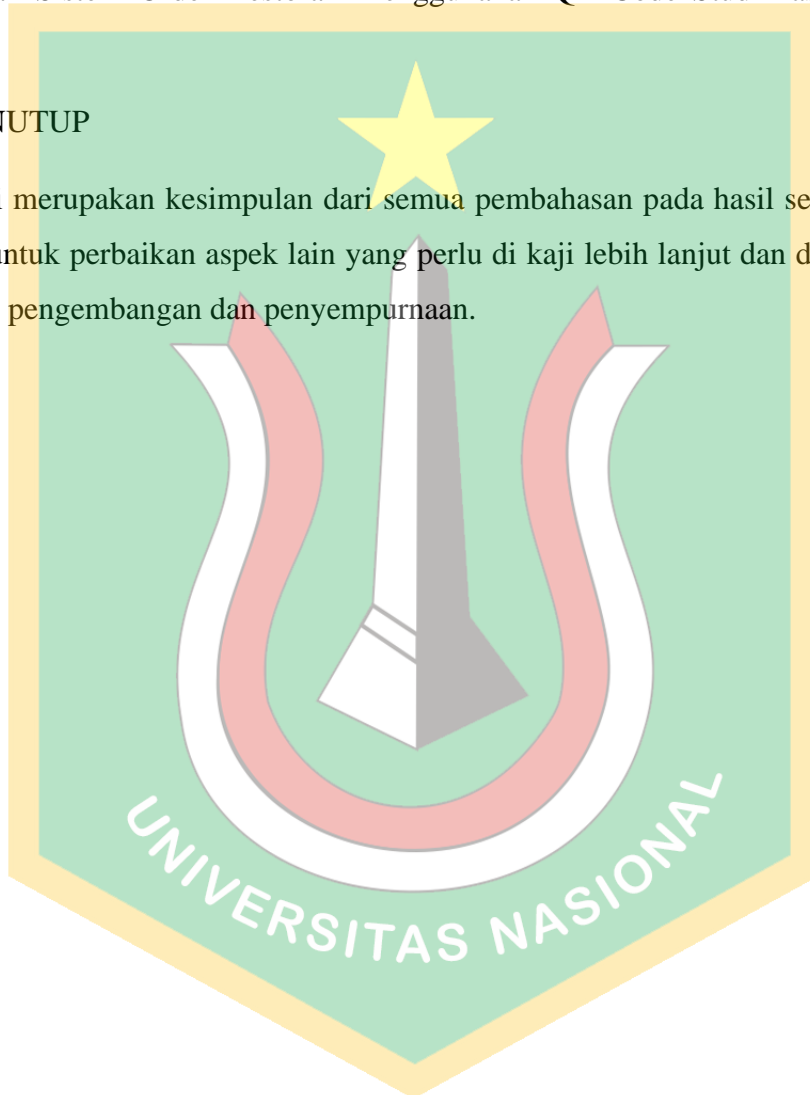 NUTUP
merupakan kesimpulan dari semua pembahasan pada hasil se
untuk perbaikan aspek lain yang perlu di kaji lebih lanjut dan d
pengembangan dan penyempurnaan.
UNIVERSITAS NASIONAL